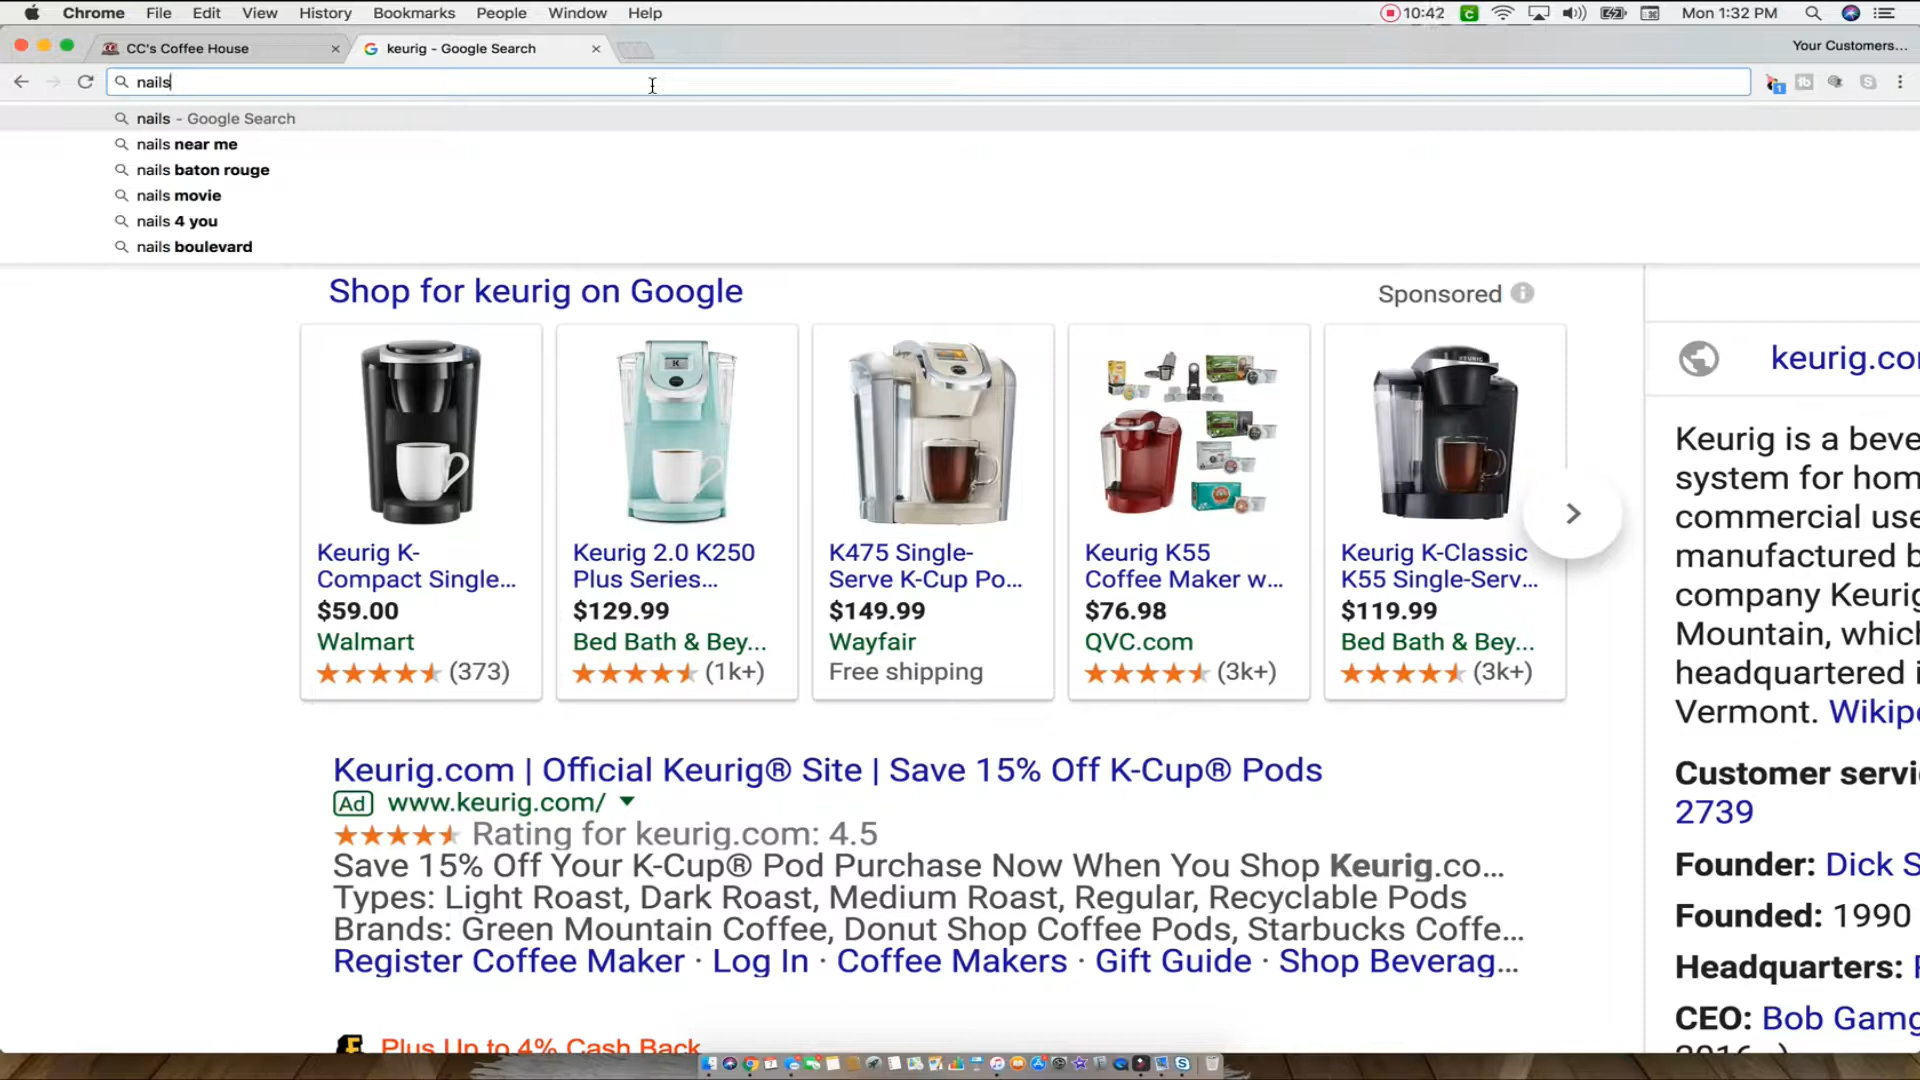 Chrome File Edit View History Bookmarks People Window Help
10:42 Mon 1:32 PM
CC's Coffee House
keurig - Google Search
Your Customers...
nails
nails - Google Search
nails near me
nails baton rouge
nails movie
nails 4 you
nails boulevard
Shop for keurig on Google
Sponsored
Keurig K-
Compact Single...
$59.00
Walmart
(373)
Keurig 2.0 K250
Plus Series...
$129.99
Bed Bath & Bey...
(1k+)
K475 Single-
Serve K-Cup Po...
$149.99
Wayfair
Free shipping
Keurig K55
Coffee Maker w...
$76.98
QVC.com
(3k+)
Keurig K-Classic
K55 Single-Serv...
$119.99
Bed Bath & Bey...
(3k+)
Keurig.com | Official Keurig® Site | Save 15% Off K-Cup® Pods
Ad www.keurig.com/
Rating for keurig.com: 4.5
Save 15% Off Your K-Cup® Pod Purchase Now When You Shop Keurig.co...
Types: Light Roast, Dark Roast, Medium Roast, Regular, Recyclable Pods
Brands: Green Mountain Coffee, Donut Shop Coffee Pods, Starbucks Coffe...
Register Coffee Maker · Log In · Coffee Makers · Gift Guide · Shop Beverag...
Plus Up to 4% Cash Back
keurig.co
Keurig is a beve
system for hom
commercial use
manufactured b
company Keurig
Mountain, which
headquartered i
Vermont. Wikip
Customer servi
2739
Founder: Dick S
Founded: 1990
Headquarters:
CEO: Bob Gamg